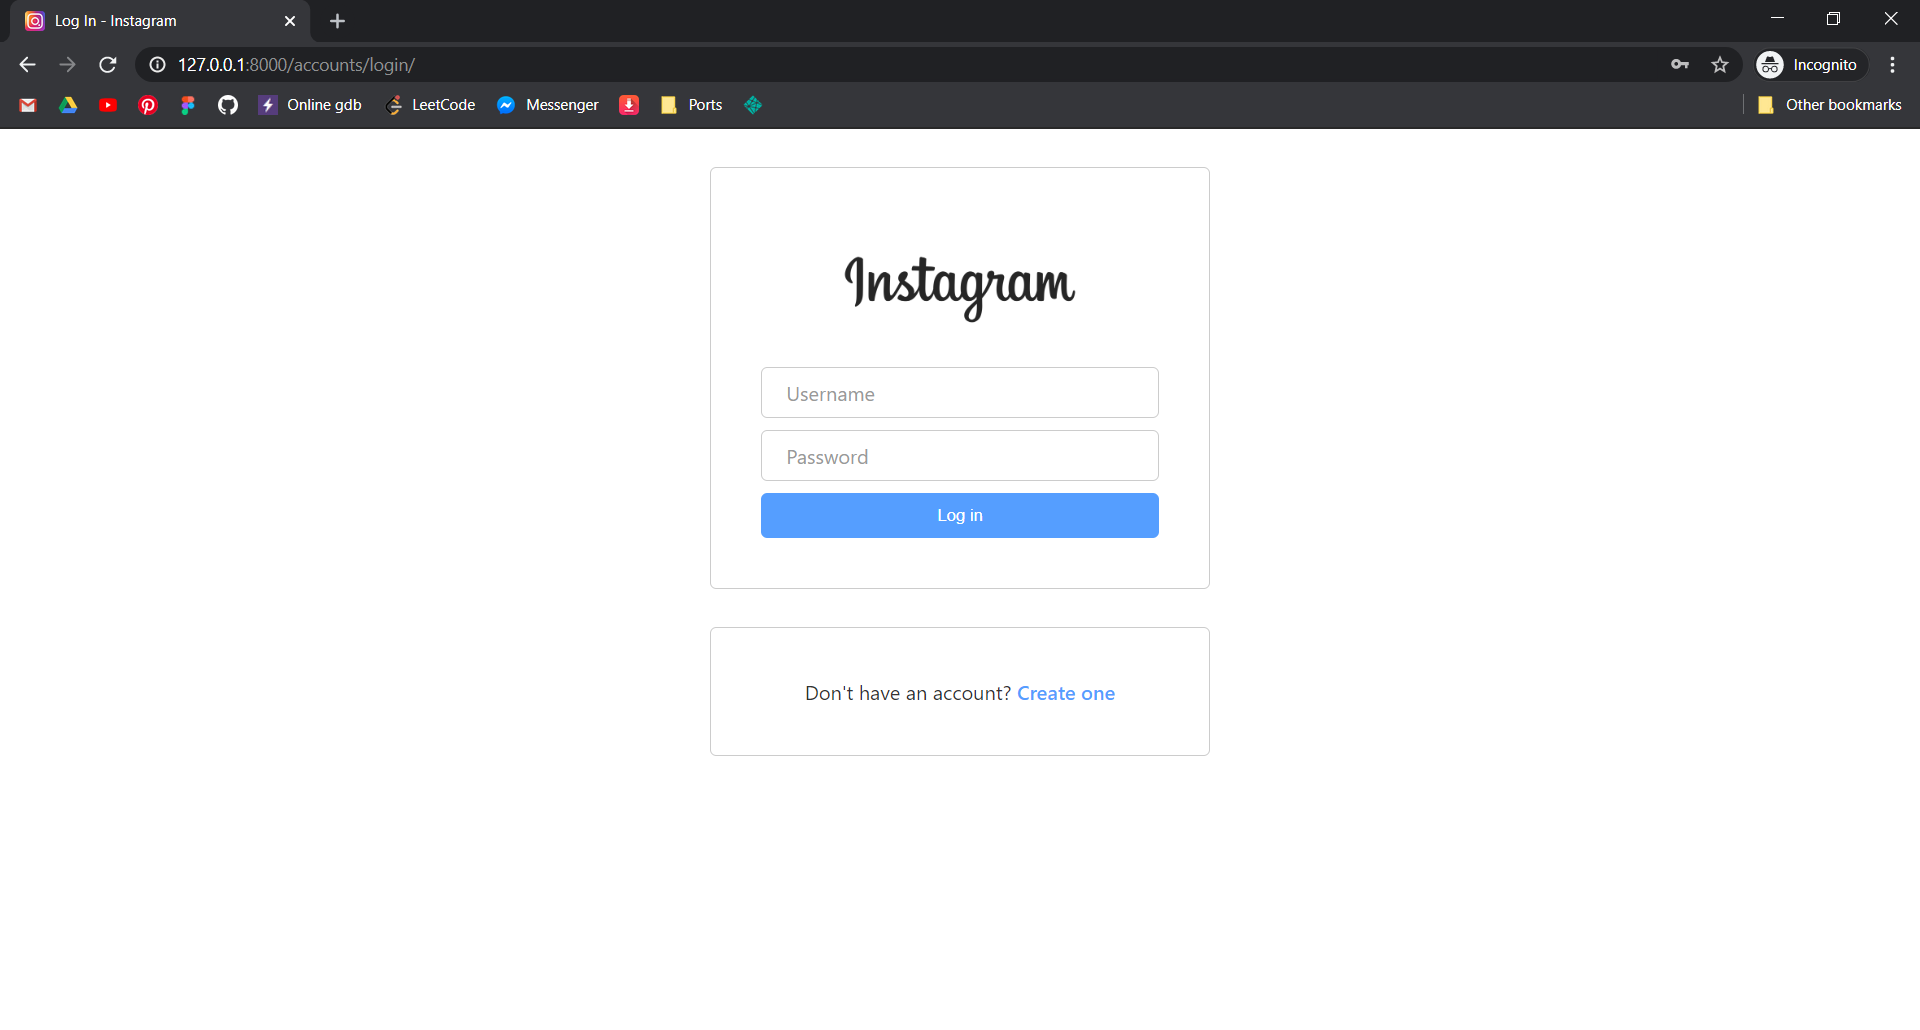 Log In - Instagram
127.0.0.1:8000/accounts/login/
Incognito
Online gdb
LeetCode
Messenger
Ports
Other bookmarks
Instagram
Username
Password
Log in
Don't have an account? Create one